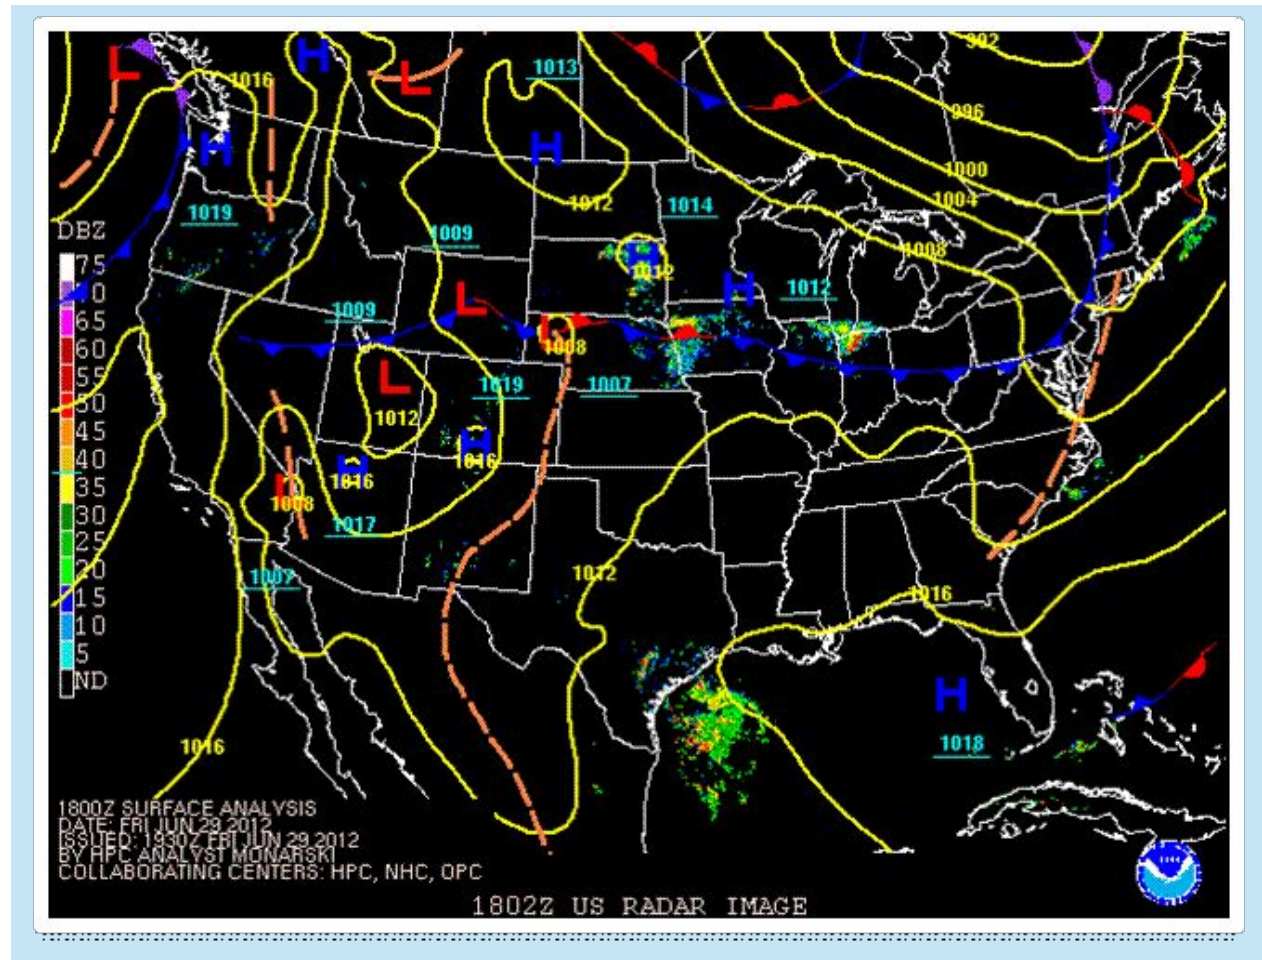 992
1013
1016
996
1000
1004
1012
1014
1019
1009
1008
DBZ
1012
1012
75
70
1009
65
1008
60
1019
1007
55
50
1012
45
1016
40
1016
35
1008
30
1017
25
1012
20
1007
1016
15
10
5
ND
1016
1018
1800Z SURFACE ANALYSIS
DATE: FRI JUN 29 2012
ISSUED: 1930Z FRI JUN 29 2012
BY HPC ANALYST MONARSKI
COLLABORATING CENTERS: HPC, NHC, OPC
1802Z US RADAR IMAGE
H
L
L
H
H
H
H
L
L
L
H
H
L
H